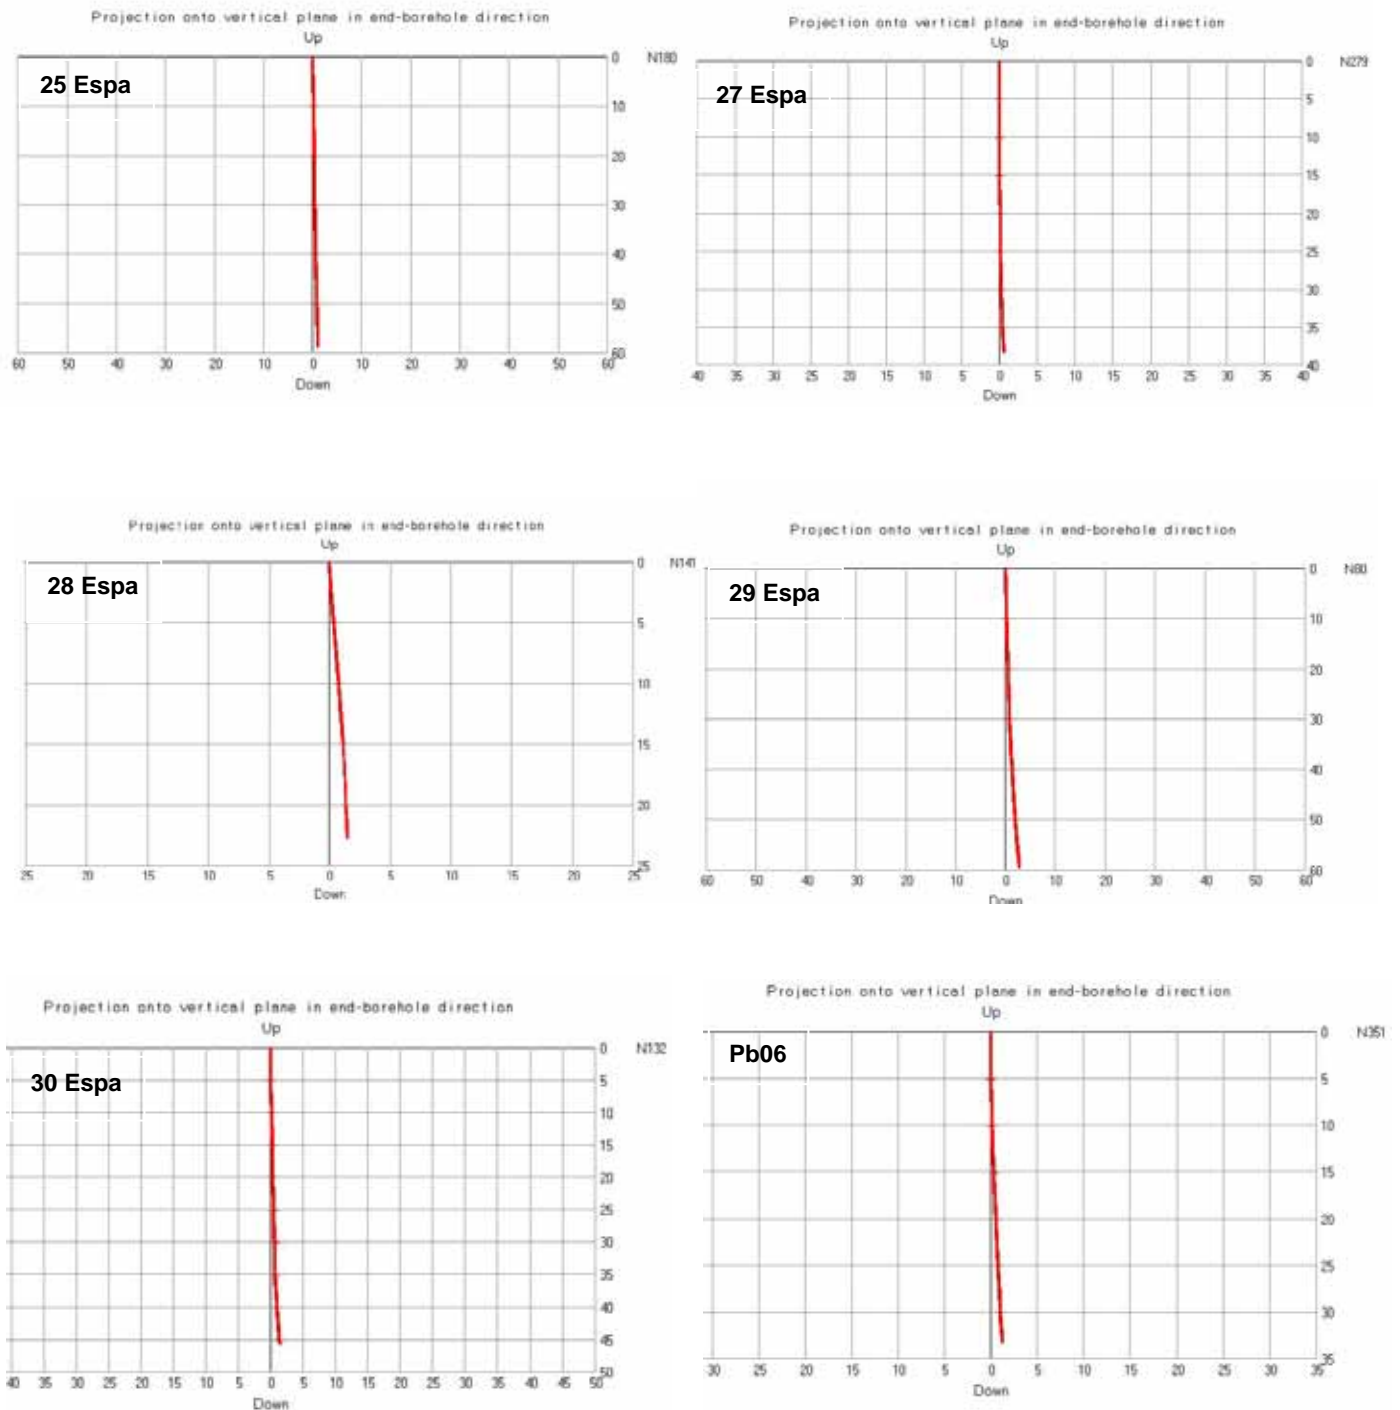 Projection onto vertical plane in end-borehole direction
Up
N180
25 Espa
0
10
20
30
40
50
60
60 50 40 30 20 10 0 10 20 30 40 50 60
Down
Projection onto vertical plane in end-borehole direction
Up
N279
27 Espa
0
5
10
15
20
25
30
35
40
40 35 30 25 20 15 10 5 0 5 10 15 20 25 30 35 40
Down
Projection onto vertical plane in end-borehole direction
Up
N141
28 Espa
0
5
10
15
20
25
25 20 15 10 5 0 5 10 15 20 25
Down
Projection onto vertical plane in end-borehole direction
Up
N80
29 Espa
0
10
20
30
40
50
60
60 50 40 30 20 10 0 10 20 30 40 50 60
Down
Projection onto vertical plane in end-borehole direction
Up
N132
30 Espa
0
5
10
15
20
25
30
35
40
45
50
40 35 30 25 20 15 10 5 0 5 10 15 20 25 30 35 40 45 50
Down
Projection onto vertical plane in end-borehole direction
Up
N351
Pb06
0
5
10
15
20
25
30
35
30 25 20 15 10 5 0 5 10 15 20 25 30 35
Down